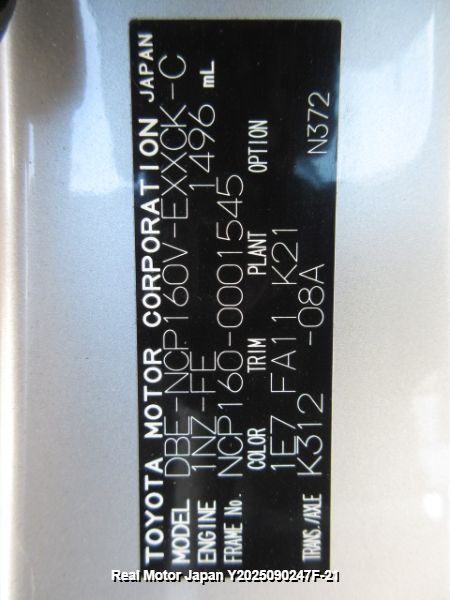 TOYOTA MOTOR CORPORATION JAPAN
MODEL DBE-NCP160V-EXXCK-C
ENGINE 1NZ-FE 1496 mL
FRAME No. NCP160-0001545
COLOR TRIM PLANT OPTION
1E7 FA11 K21
TRANS./AXLE K312 -08A N372
Real Motor Japan Y2025090247F-21